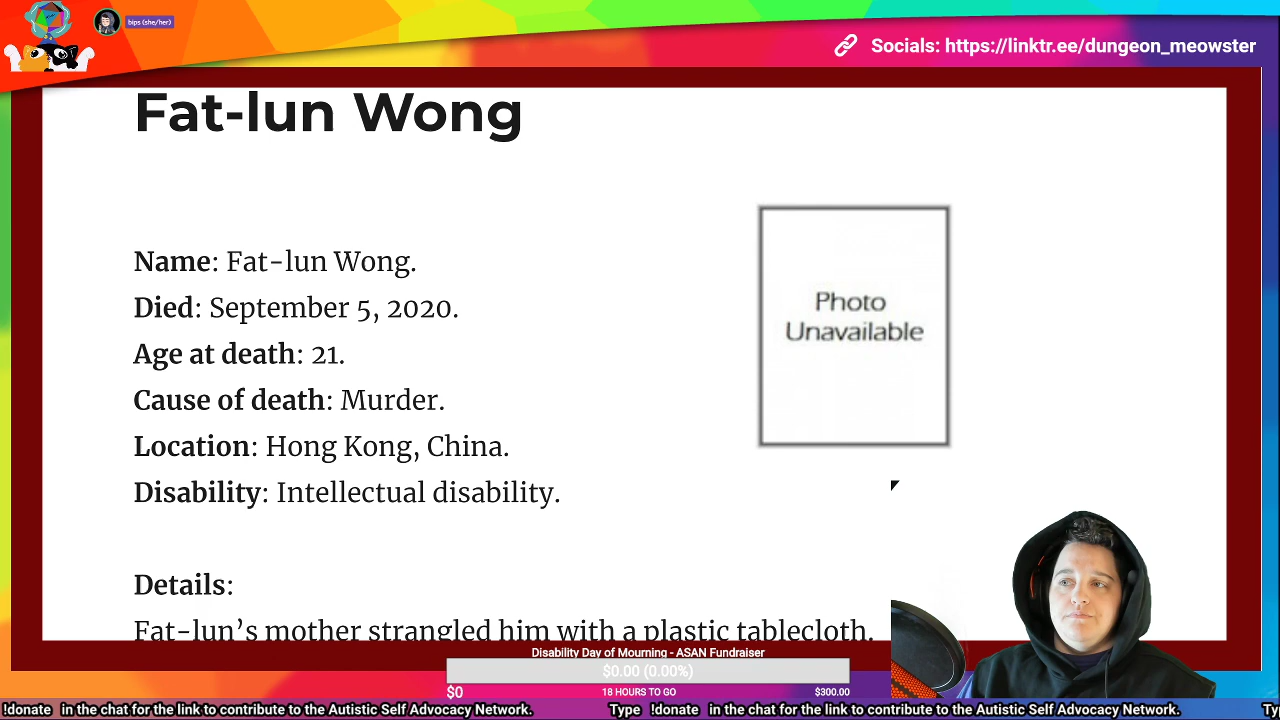 bips (she/her)
Socials: https://linktr.ee/dungeon_meowster
Fat-lun Wong
Photo
Unavailable
Name: Fat-lun Wong.
Died: September 5, 2020.
Age at death: 21.
Cause of death: Murder.
Location: Hong Kong, China.
Disability: Intellectual disability.
Details:
Fat-lun’s mother strangled him with a plastic tablecloth.
Disability Day of Mourning - ASAN Fundraiser
$0.00 (0.00%)
$0 18 HOURS TO GO $300.00
!donate in the chat for the link to contribute to the Autistic Self Advocacy Network. Type !donate in the chat for the link to contribute to the Autistic Self Advocacy Network. Ty